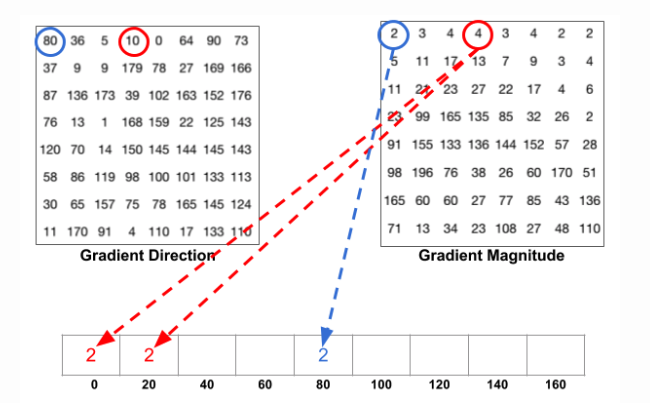 80 36 5 10 0 64 90 73
37 9 9 179 78 27 169 166
87 136 173 39 102 163 152 176
76 13 1 168 159 22 125 143
120 70 14 150 145 144 145 143
58 86 119 98 100 101 133 113
30 65 157 75 78 165 145 124
11 170 91 4 110 17 133 110
Gradient Direction
2 3 4 4 3 4 2 2
5 11 17 13 7 9 3 4
11 21 23 27 22 17 4 6
23 99 165 135 85 32 26 2
91 155 133 136 144 152 57 28
98 196 76 38 26 60 170 51
165 60 60 27 77 85 43 136
71 13 34 23 108 27 48 110
Gradient Magnitude
2 2 2
0 20 40 60 80 100 120 140 160